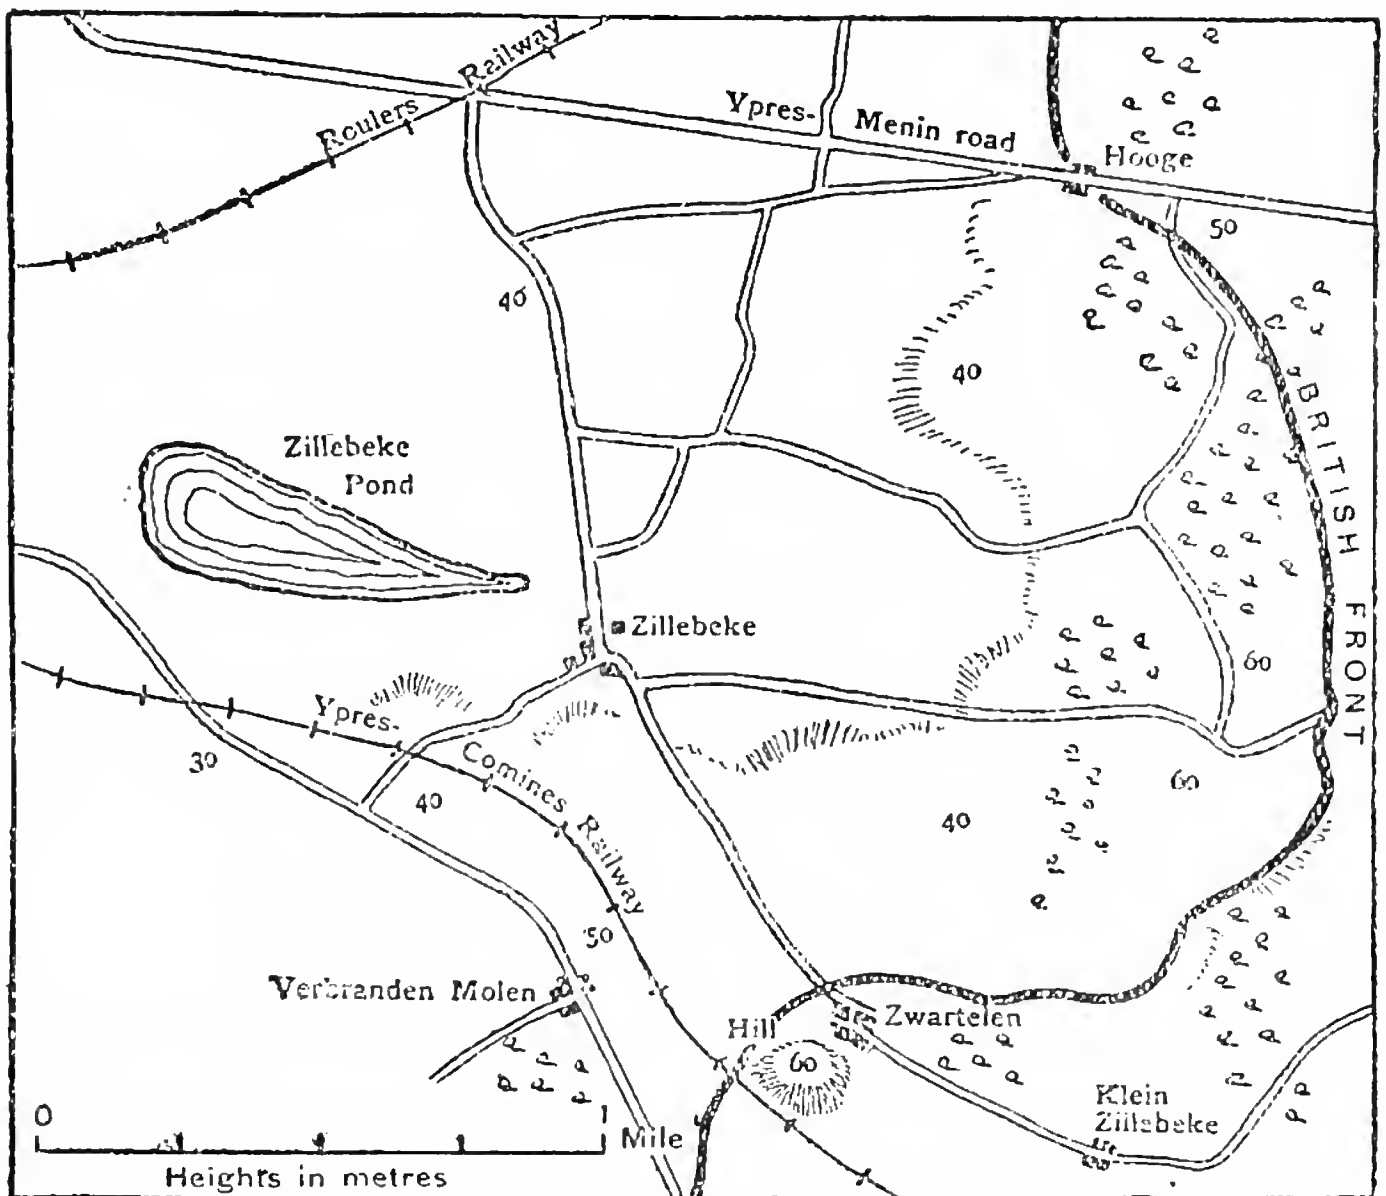 Roulers Railway
Ypres- Menin road
Hooge
50
40
40
Zillebeke
Pond
BRITISH FRONT
Zillebeke
60
Ypres- Comines Railway
30
40
60
40
50
Verbranden Molen
Zwartelen
Hill
60
Klein
Zillebeke
0 1
Mile
Heights in metres